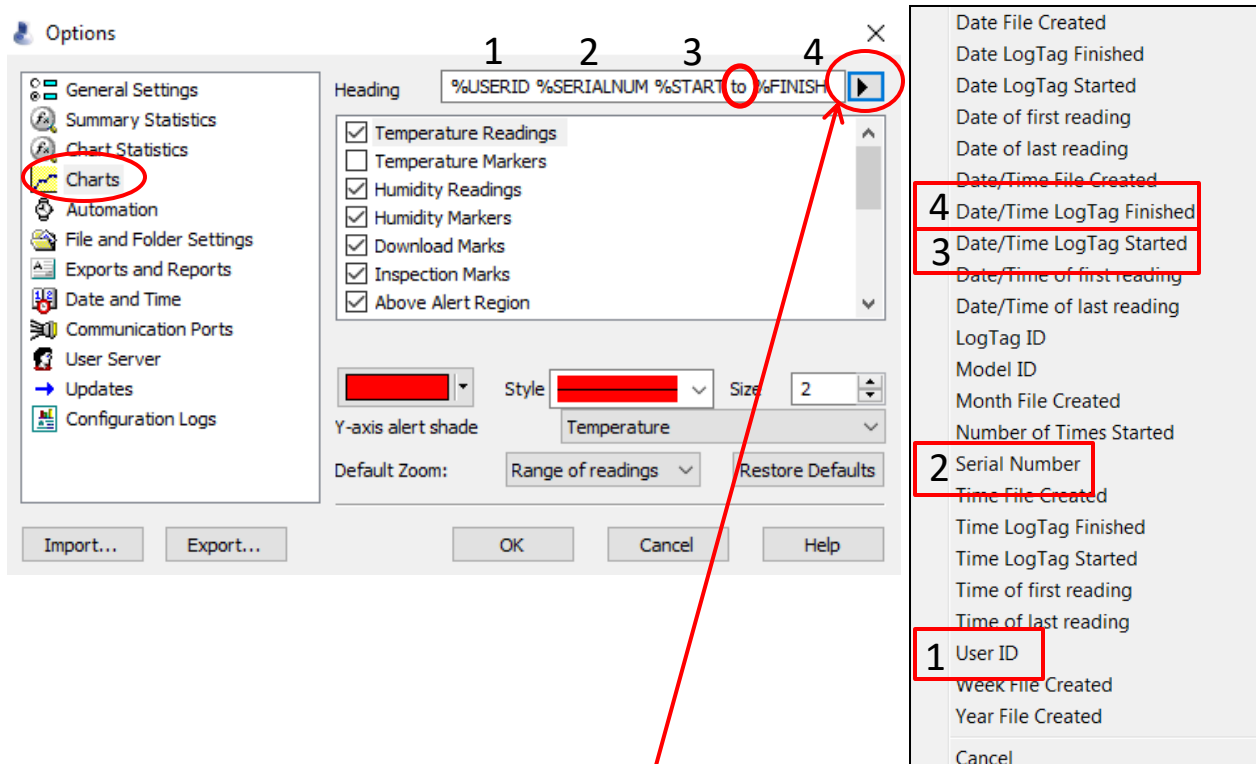 Options
1 2 3 4
Heading %USERID %SERIALNUM %START to %FINISH
General Settings
Summary Statistics
Chart Statistics
Charts
Automation
File and Folder Settings
Exports and Reports
Date and Time
Communication Ports
User Server
Updates
Configuration Logs
Temperature Readings
Temperature Markers
Humidity Readings
Humidity Markers
Download Marks
Inspection Marks
Above Alert Region
Style Size 2
Y-axis alert shade Temperature
Default Zoom: Range of readings Restore Defaults
Import... Export... OK Cancel Help
Date File Created
Date LogTag Finished
Date LogTag Started
Date of first reading
Date of last reading
Date/Time File Created
4 Date/Time LogTag Finished
3 Date/Time LogTag Started
Date/Time of first reading
Date/Time of last reading
LogTag ID
Model ID
Month File Created
Number of Times Started
2 Serial Number
Time File Created
Time LogTag Finished
Time LogTag Started
Time of first reading
Time of last reading
1 User ID
Week File Created
Year File Created
Cancel